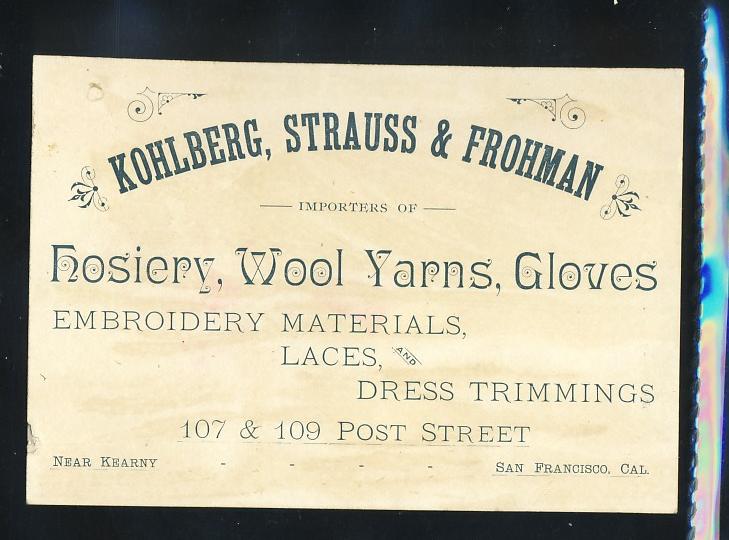 KOHLBERG, STRAUSS & FROHMAN
IMPORTERS OF
Hosiery, Wool Yarns, Gloves
EMBROIDERY MATERIALS,
LACES, AND
DRESS TRIMMINGS
107 & 109 POST STREET
NEAR KEARNY - - - - SAN FRANCISCO, CAL.